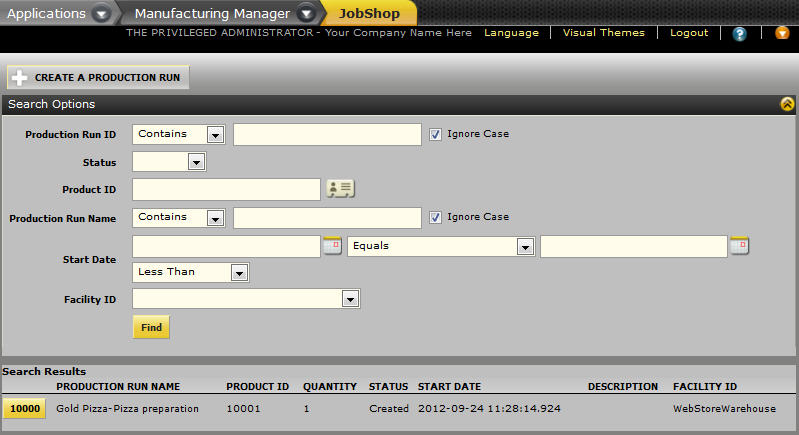 Applications Manufacturing Manager JobShop
THE PRIVILEGED ADMINISTRATOR - Your Company Name Here Language | Visual Themes | Logout | ? |
CREATE A PRODUCTION RUN
Search Options
Production Run ID Contains Ignore Case
Status
Product ID
Production Run Name Contains Ignore Case
Start Date Equals
Less Than
Facility ID
Find
Search Results
PRODUCTION RUN NAME PRODUCT ID QUANTITY STATUS START DATE DESCRIPTION FACILITY ID
10000 Gold Pizza-Pizza preparation 10001 1 Created 2012-09-24 11:28:14.924 WebStoreWarehouse